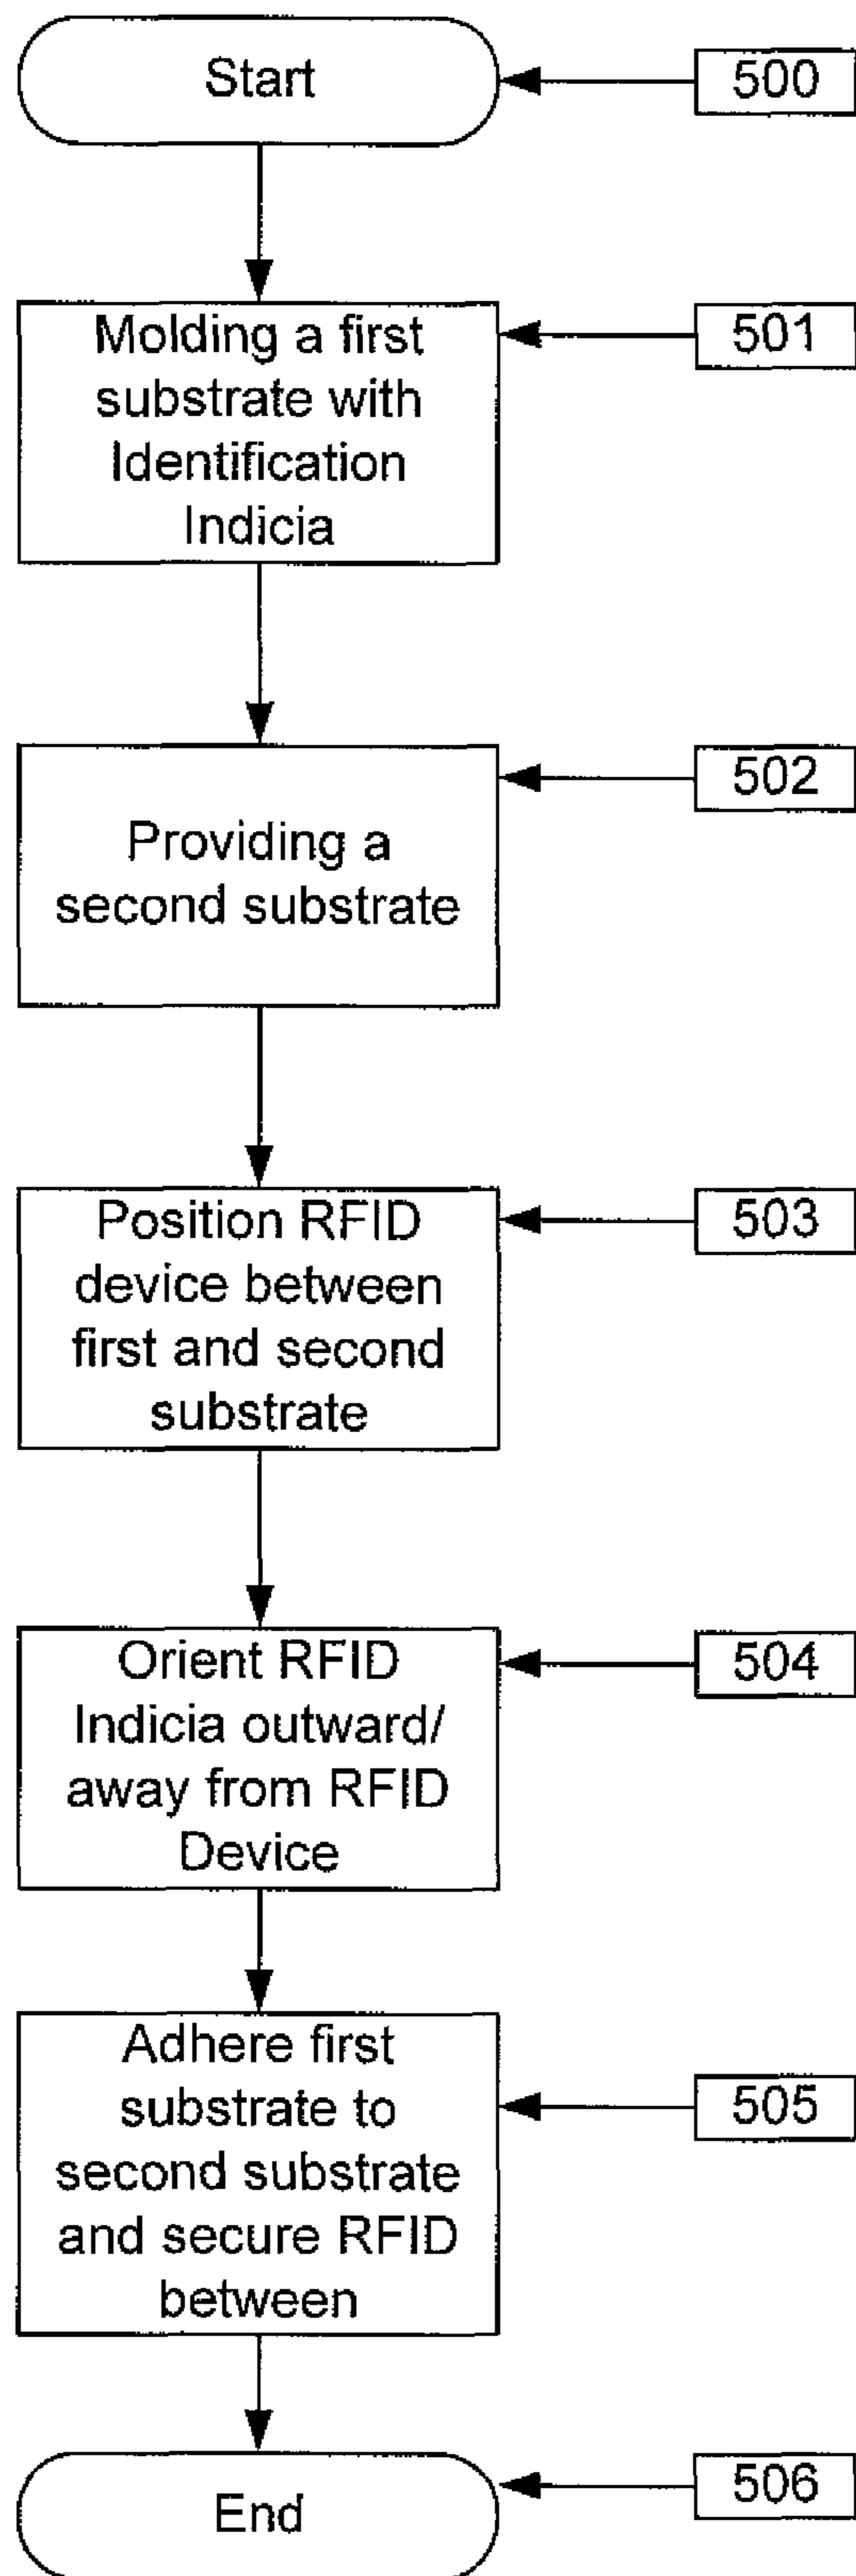 Start
500
Molding a first
substrate with
Identification
Indicia
501
Providing a
second substrate
502
Position RFID
device between
first and second
substrate
503
Orient RFID
Indicia outward/
away from RFID
Device
504
Adhere first
substrate to
second substrate
and secure RFID
between
505
End
506